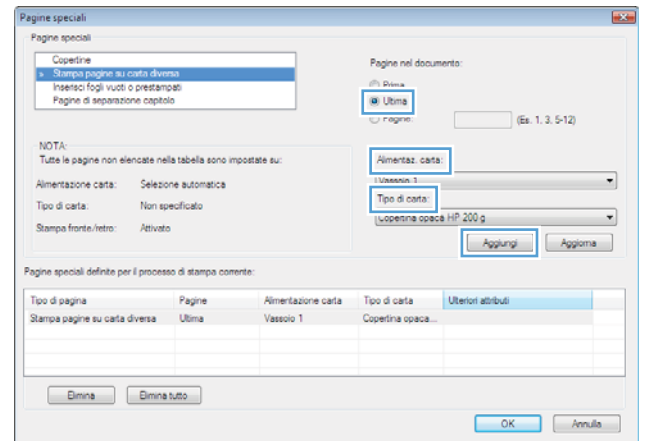 Pagine speciali
Pagine speciali
Copertine
» Stampa pagine su carta diversa
Inserisci fogli vuoti o prestampati
Pagine di separazione capitolo
Pagine nel documento:
Prima
Ultima
Pagine:
(Es. 1, 3, 5-12)
NOTA:
Tutte le pagine non elencate nella tabella sono impostate su:
Alimentazione carta: Selezione automatica
Tipo di carta: Non specificato
Stampa fronte/retro: Attivato
Alimentaz. carta:
Vassoio 1
Tipo di carta:
Copertina opaca HP 200 g
Aggiungi Aggiorna
Pagine speciali definite per il processo di stampa corrente:
Tipo di pagina Pagine Alimentazione carta Tipo di carta Ulteriori attributi
Stampa pagine su carta diversa Ultima Vassoio 1 Copertina opaca...
Elimina Elimina tutto
OK Annulla